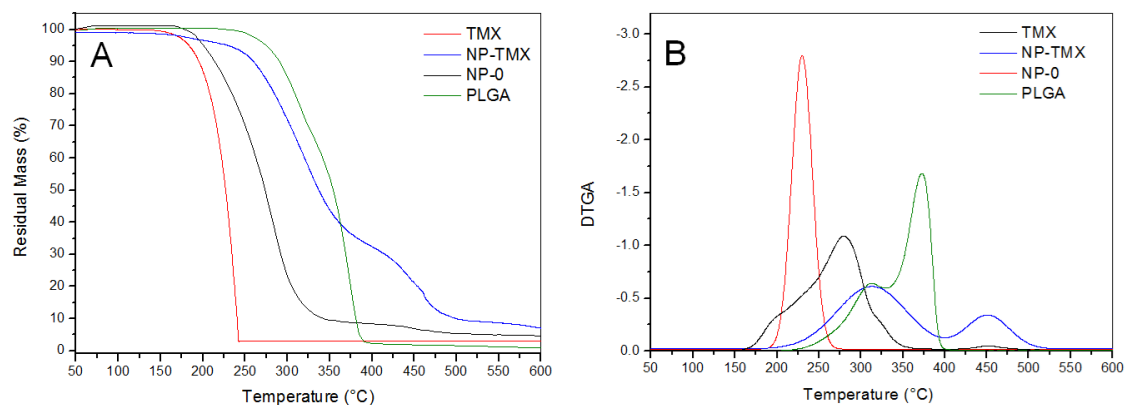 A
TMX
NP-TMX
NP-0
PLGA
Residual Mass (%)
100
90
80
70
60
50
40
30
20
10
0
50 100 150 200 250 300 350 400 450 500 550 600
Temperature (°C)
B
TMX
NP-TMX
NP-0
PLGA
DTGA
-3.0
-2.5
-2.0
-1.5
-1.0
-0.5
0.0
50 100 150 200 250 300 350 400 450 500 550 600
Temperature (°C)